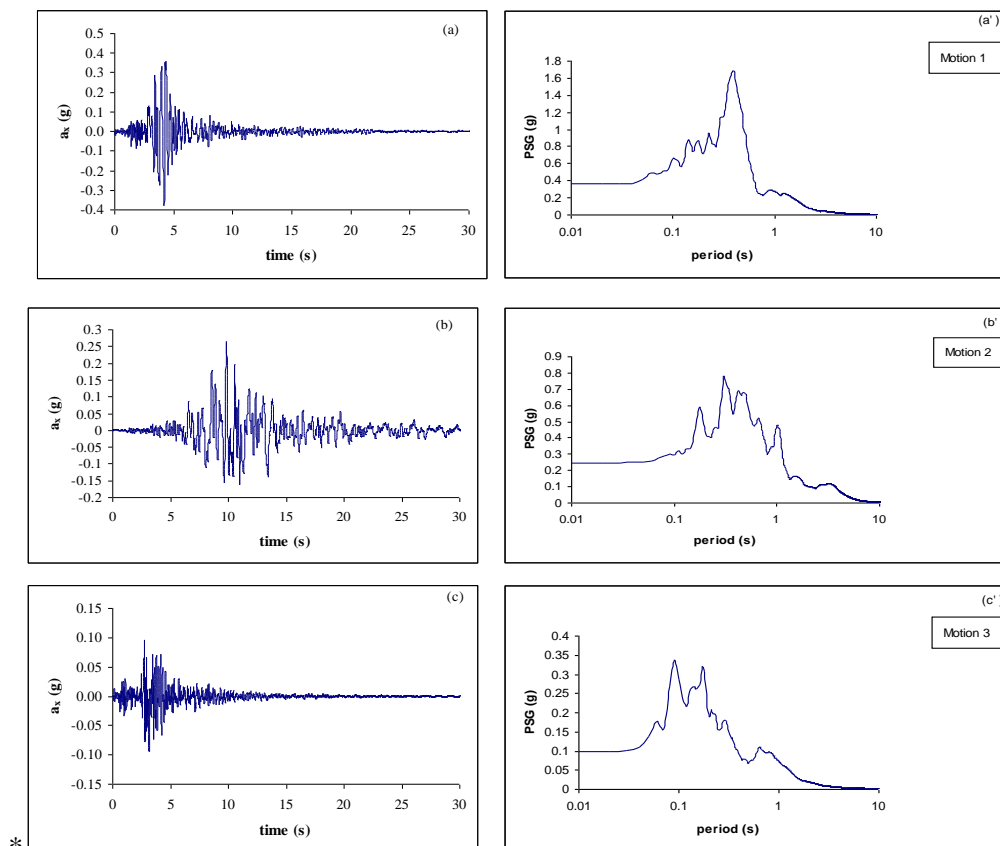 (a)
0.5
0.4
0.3
0.2
0.1
0.0
-0.1
-0.2
-0.3
-0.4
a_x (g)
0 5 10 15 20 25 30
time (s)
(a')
Motion 1
1.8
1.6
1.4
1.2
1
0.8
0.6
0.4
0.2
0
PSG (g)
0.01 0.1 1 10
period (s)
(b)
0.3
0.25
0.2
0.15
0.1
0.05
0
-0.05
-0.1
-0.15
-0.2
a_x (g)
0 5 10 15 20 25 30
time (s)
(b'
Motion 2
0.9
0.8
0.7
0.6
0.5
0.4
0.3
0.2
0.1
0
PSG (g)
0.01 0.1 1 10
period (s)
(c)
0.15
0.10
0.05
0.00
-0.05
-0.10
-0.15
a_x (g)
0 5 10 15 20 25 30
time (s)
(c' )
Motion 3
0.4
0.35
0.3
0.25
0.2
0.15
0.1
0.05
0
PSG (g)
0.01 0.1 1 10
period (s)
*